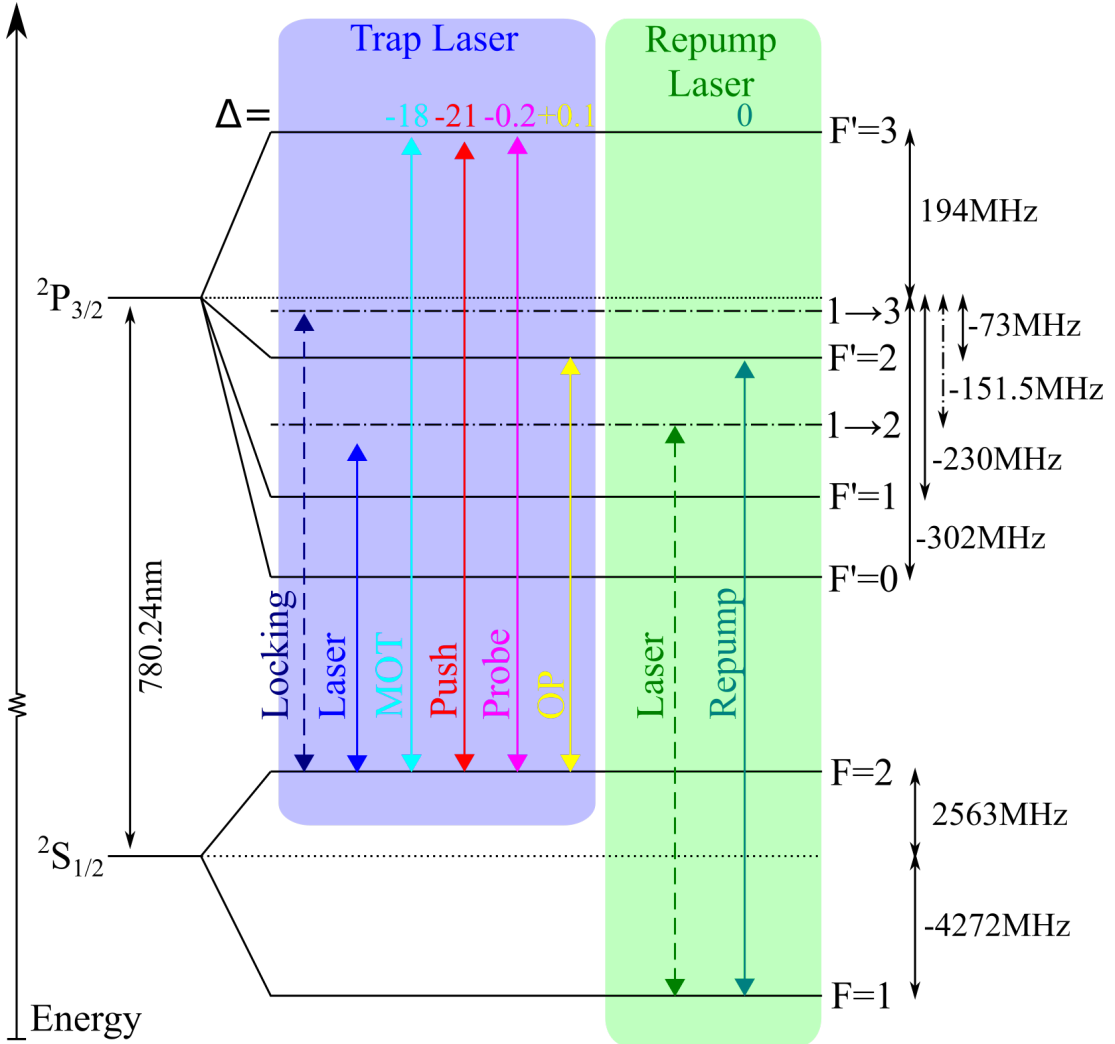 Trap Laser
Repump
Laser
Δ=
-18
-21
-0.2
+0.1
0
F'=3
194MHz
²P₃/₂
1→3
-73MHz
F'=2
-151.5MHz
1→2
-230MHz
F'=1
-302MHz
F'=0
780.24nm
Locking
Laser
MOT
Push
Probe
OP
Laser
Repump
F=2
2563MHz
²S₁/₂
-4272MHz
F=1
Energy